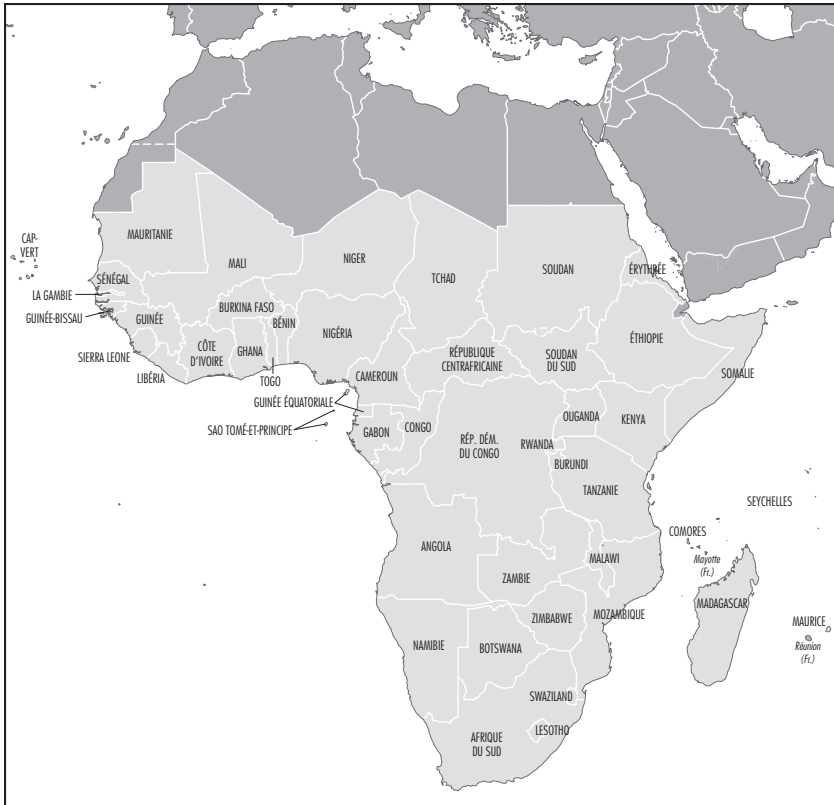 CAP-
VERT
MAURITANIE
MALI
NIGER
TCHAD
SOUDAN
ÉRYTHRÉE
SÉNÉGAL
LA GAMBIE
GUINÉE-BISSAU
GUINÉE
BURKINA FASO
BÉNIN
NIGÉRIA
ÉTHIOPIE
SIERRA LEONE
LIBÉRIA
CÔTE
D'IVOIRE
GHANA
TOGO
CAMEROUN
RÉPUBLIQUE
CENTRAFRICAINE
SOUDAN
DU SUD
SOMALIE
GUINÉE ÉQUATORIALE
SAO TOMÉ-ET-PRINCIPE
GABON
CONGO
RÉP. DÉM.
DU CONGO
OUGANDA
KENYA
RWANDA
BURUNDI
TANZANIE
SEYCHELLES
COMORES
Mayotte
(Fr.)
ANGOLA
ZAMBIE
MALAWI
MOZAMBIQUE
MADAGASCAR
MAURICE
Réunion
(Fr.)
NAMIBIE
BOTSWANA
ZIMBABWE
SWAZILAND
LESOTHO
AFRIQUE
DU SUD